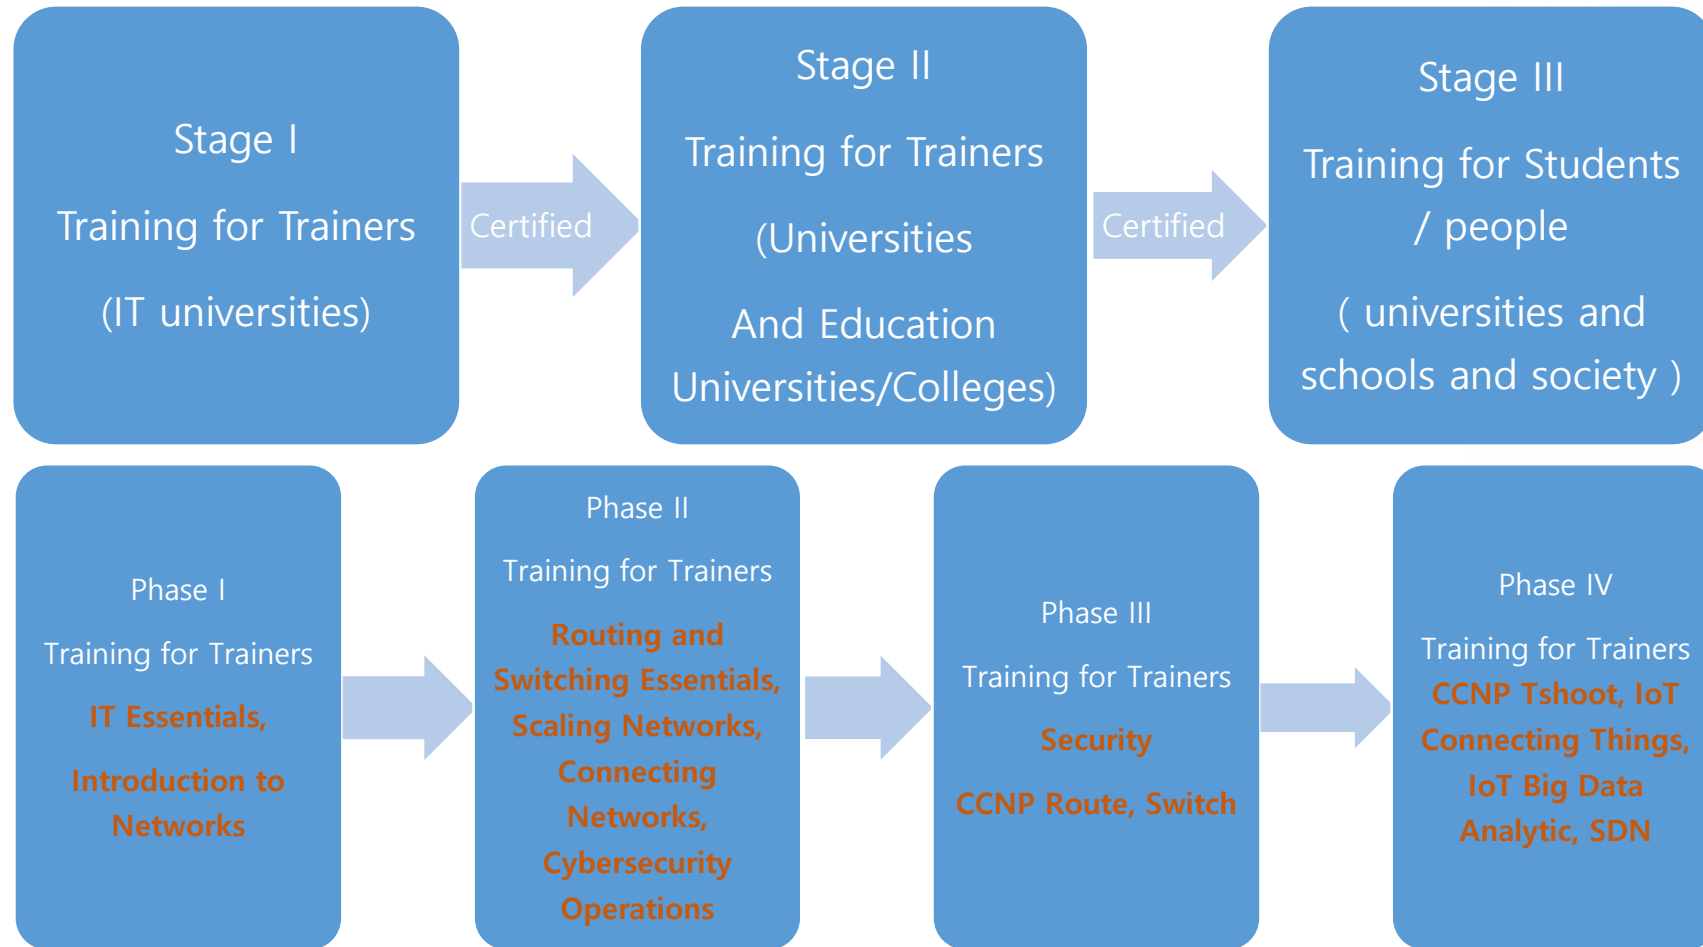 Stage I
Training for Trainers
(IT universities)
Certified
Stage II
Training for Trainers
(Universities
And Education
Universities/Colleges)
Certified
Stage III
Training for Students
/ people
( universities and
schools and society )
Phase I
Training for Trainers
IT Essentials,
Introduction to
Networks
Phase II
Training for Trainers
Routing and
Switching Essentials,
Scaling Networks,
Connecting
Networks,
Cybersecurity
Operations
Phase III
Training for Trainers
Security
CCNP Route, Switch
Phase IV
Training for Trainers
CCNP Tshoot, IoT
Connecting Things,
IoT Big Data
Analytic, SDN